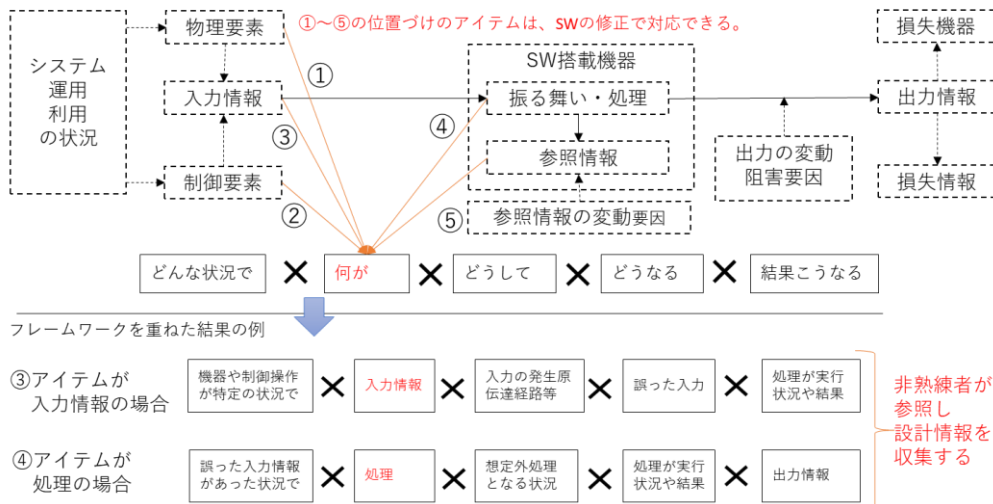 ①～⑤の位置づけのアイテムは、SWの修正で対応できる。
システム
運用
利用
の状況
物理要素
入力情報
制御要素
①
③
②
④
⑤
SW搭載機器
振る舞い・処理
参照情報
参照情報の変動要因
出力の変動
阻害要因
損失機器
出力情報
損失情報
どんな状況で
×
何が
×
どうして
×
どうなる
×
結果こうなる
フレームワークを重ねた結果の例
③アイテムが
入力情報の場合
機器や制御操作
が特定の状況で
×
入力情報
×
入力の発生原
伝達経路等
×
誤った入力
×
処理が実行
状況や結果
④アイテムが
処理の場合
誤った入力情報
があった状況で
×
処理
×
想定外処理
となる状況
×
処理が実行
状況や結果
×
出力情報
非熟練者が
参照し
設計情報を
収集する